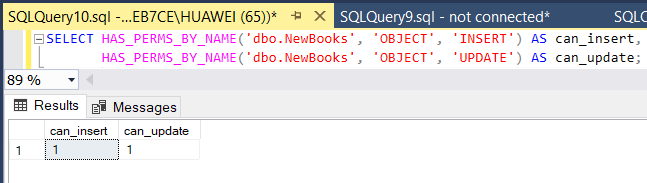 SQLQuery10.sql -...EB7CE\HUAWEI (65))* SQLQuery9.sql - not connected* SQLQ
SELECT HAS_PERMS_BY_NAME('dbo.NewBooks', 'OBJECT', 'INSERT') AS can_insert,
HAS_PERMS_BY_NAME('dbo.NewBooks', 'OBJECT', 'UPDATE') AS can_update;
89 %
Results Messages
can_insert can_update
1 1 1